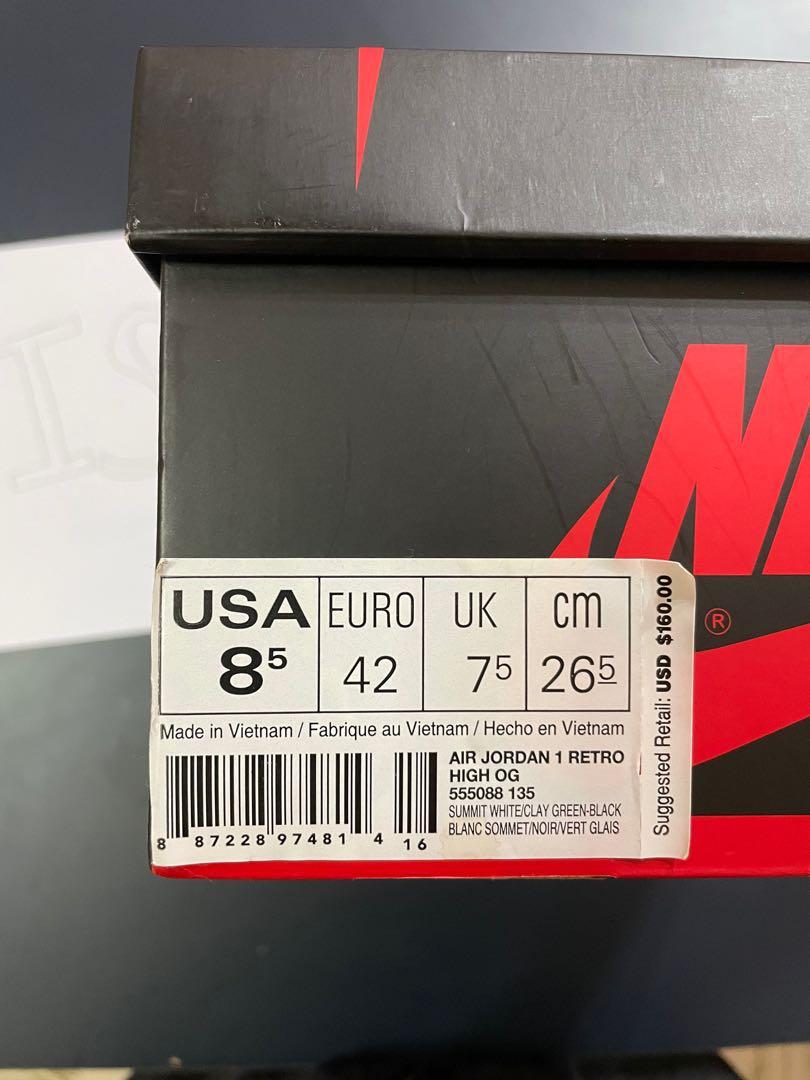 USA EURO UK cm
8⁵ 42 7⁵ 26⁵
Made in Vietnam / Fabrique au Vietnam / Hecho en Vietnam
AIR JORDAN 1 RETRO
HIGH OG
555088 135
SUMMIT WHITE/CLAY GREEN-BLACK
BLANC SOMMET/NOIR/VERT GLAIS
8 87228 97481 4 16
Suggested Retail: USD $160.00
®